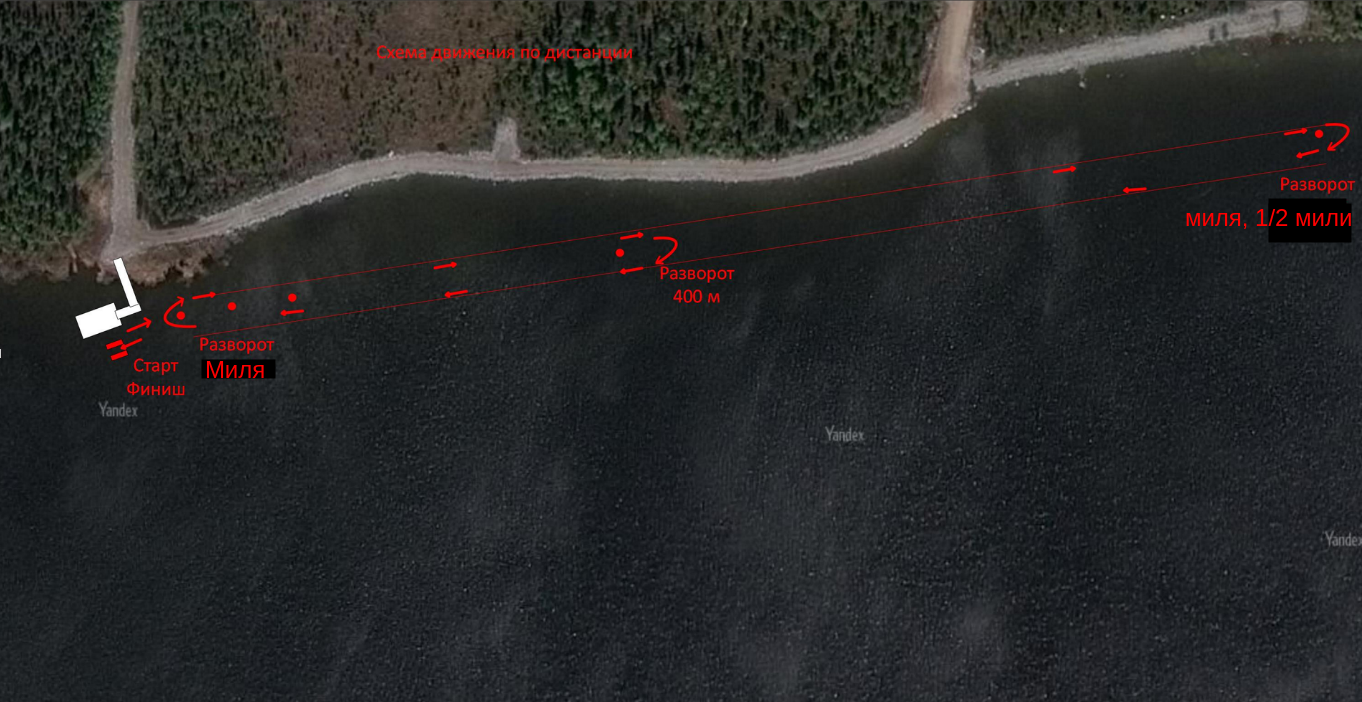 Схема движения по дистанции
Разворот
миля, 1/2 мили
Разворот
400 м
Разворот
Миля
Старт
Финиш
Yandex
Yandex
Yandex